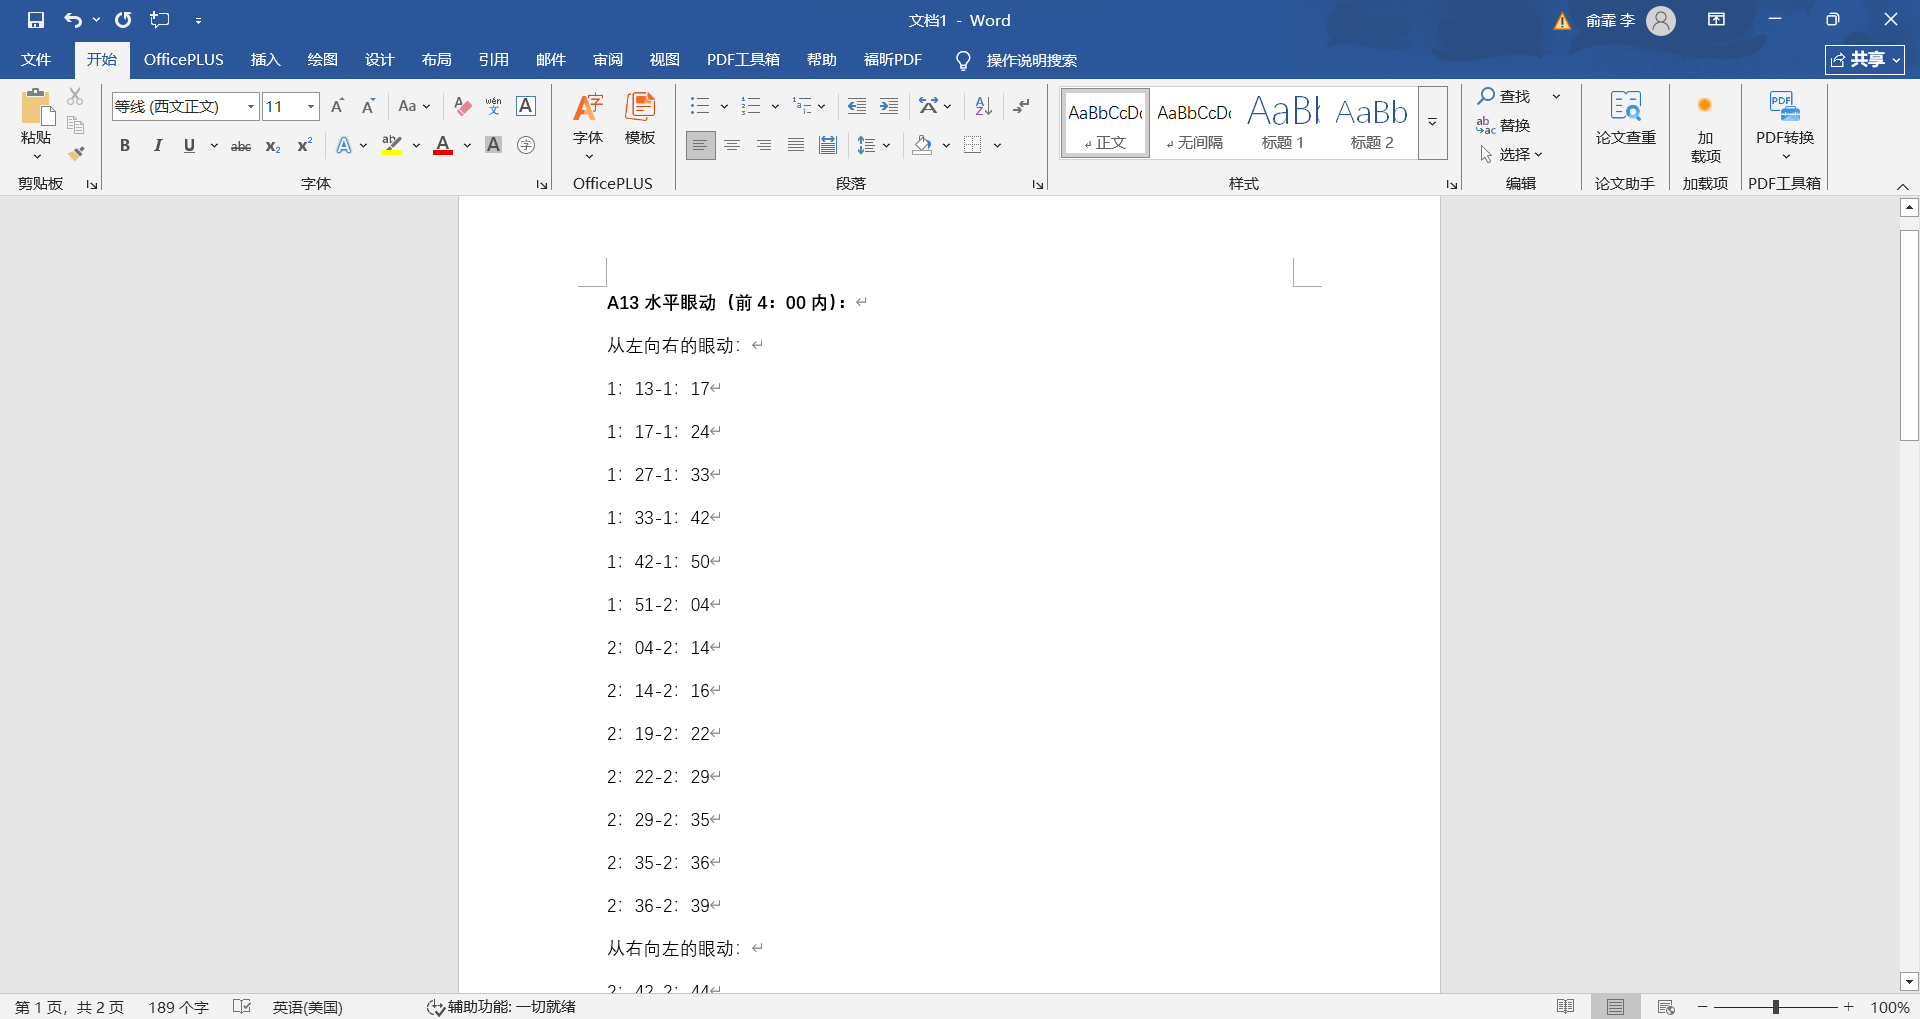 文档1 - Word
俞霏 李
文件 开始 OfficePLUS 插入 绘图 设计 布局 引用 邮件 审阅 视图 PDF工具箱 帮助 福昕PDF 操作说明搜索
共享
粘贴
剪贴板
等线 (西文正文) 11
字体
字体
模板
OfficePLUS
段落
AaBbCcDc AaBbCcDc AaBl AaBb
正文 无间隔 标题 1 标题 2
样式
查找
替换
选择
编辑
论文查重
论文助手
加
载项
加载项
PDF转换
PDF工具箱
A13 水平眼动（前 4：00 内）：
从左向右的眼动：
1：13-1：17
1：17-1：24
1：27-1：33
1：33-1：42
1：42-1：50
1：51-2：04
2：04-2：14
2：14-2：16
2：19-2：22
2：22-2：29
2：29-2：35
2：35-2：36
2：36-2：39
从右向左的眼动：
2：42-2：44
第 1 页，共 2 页 189 个字 英语(美国) 辅助功能: 一切就绪 100%